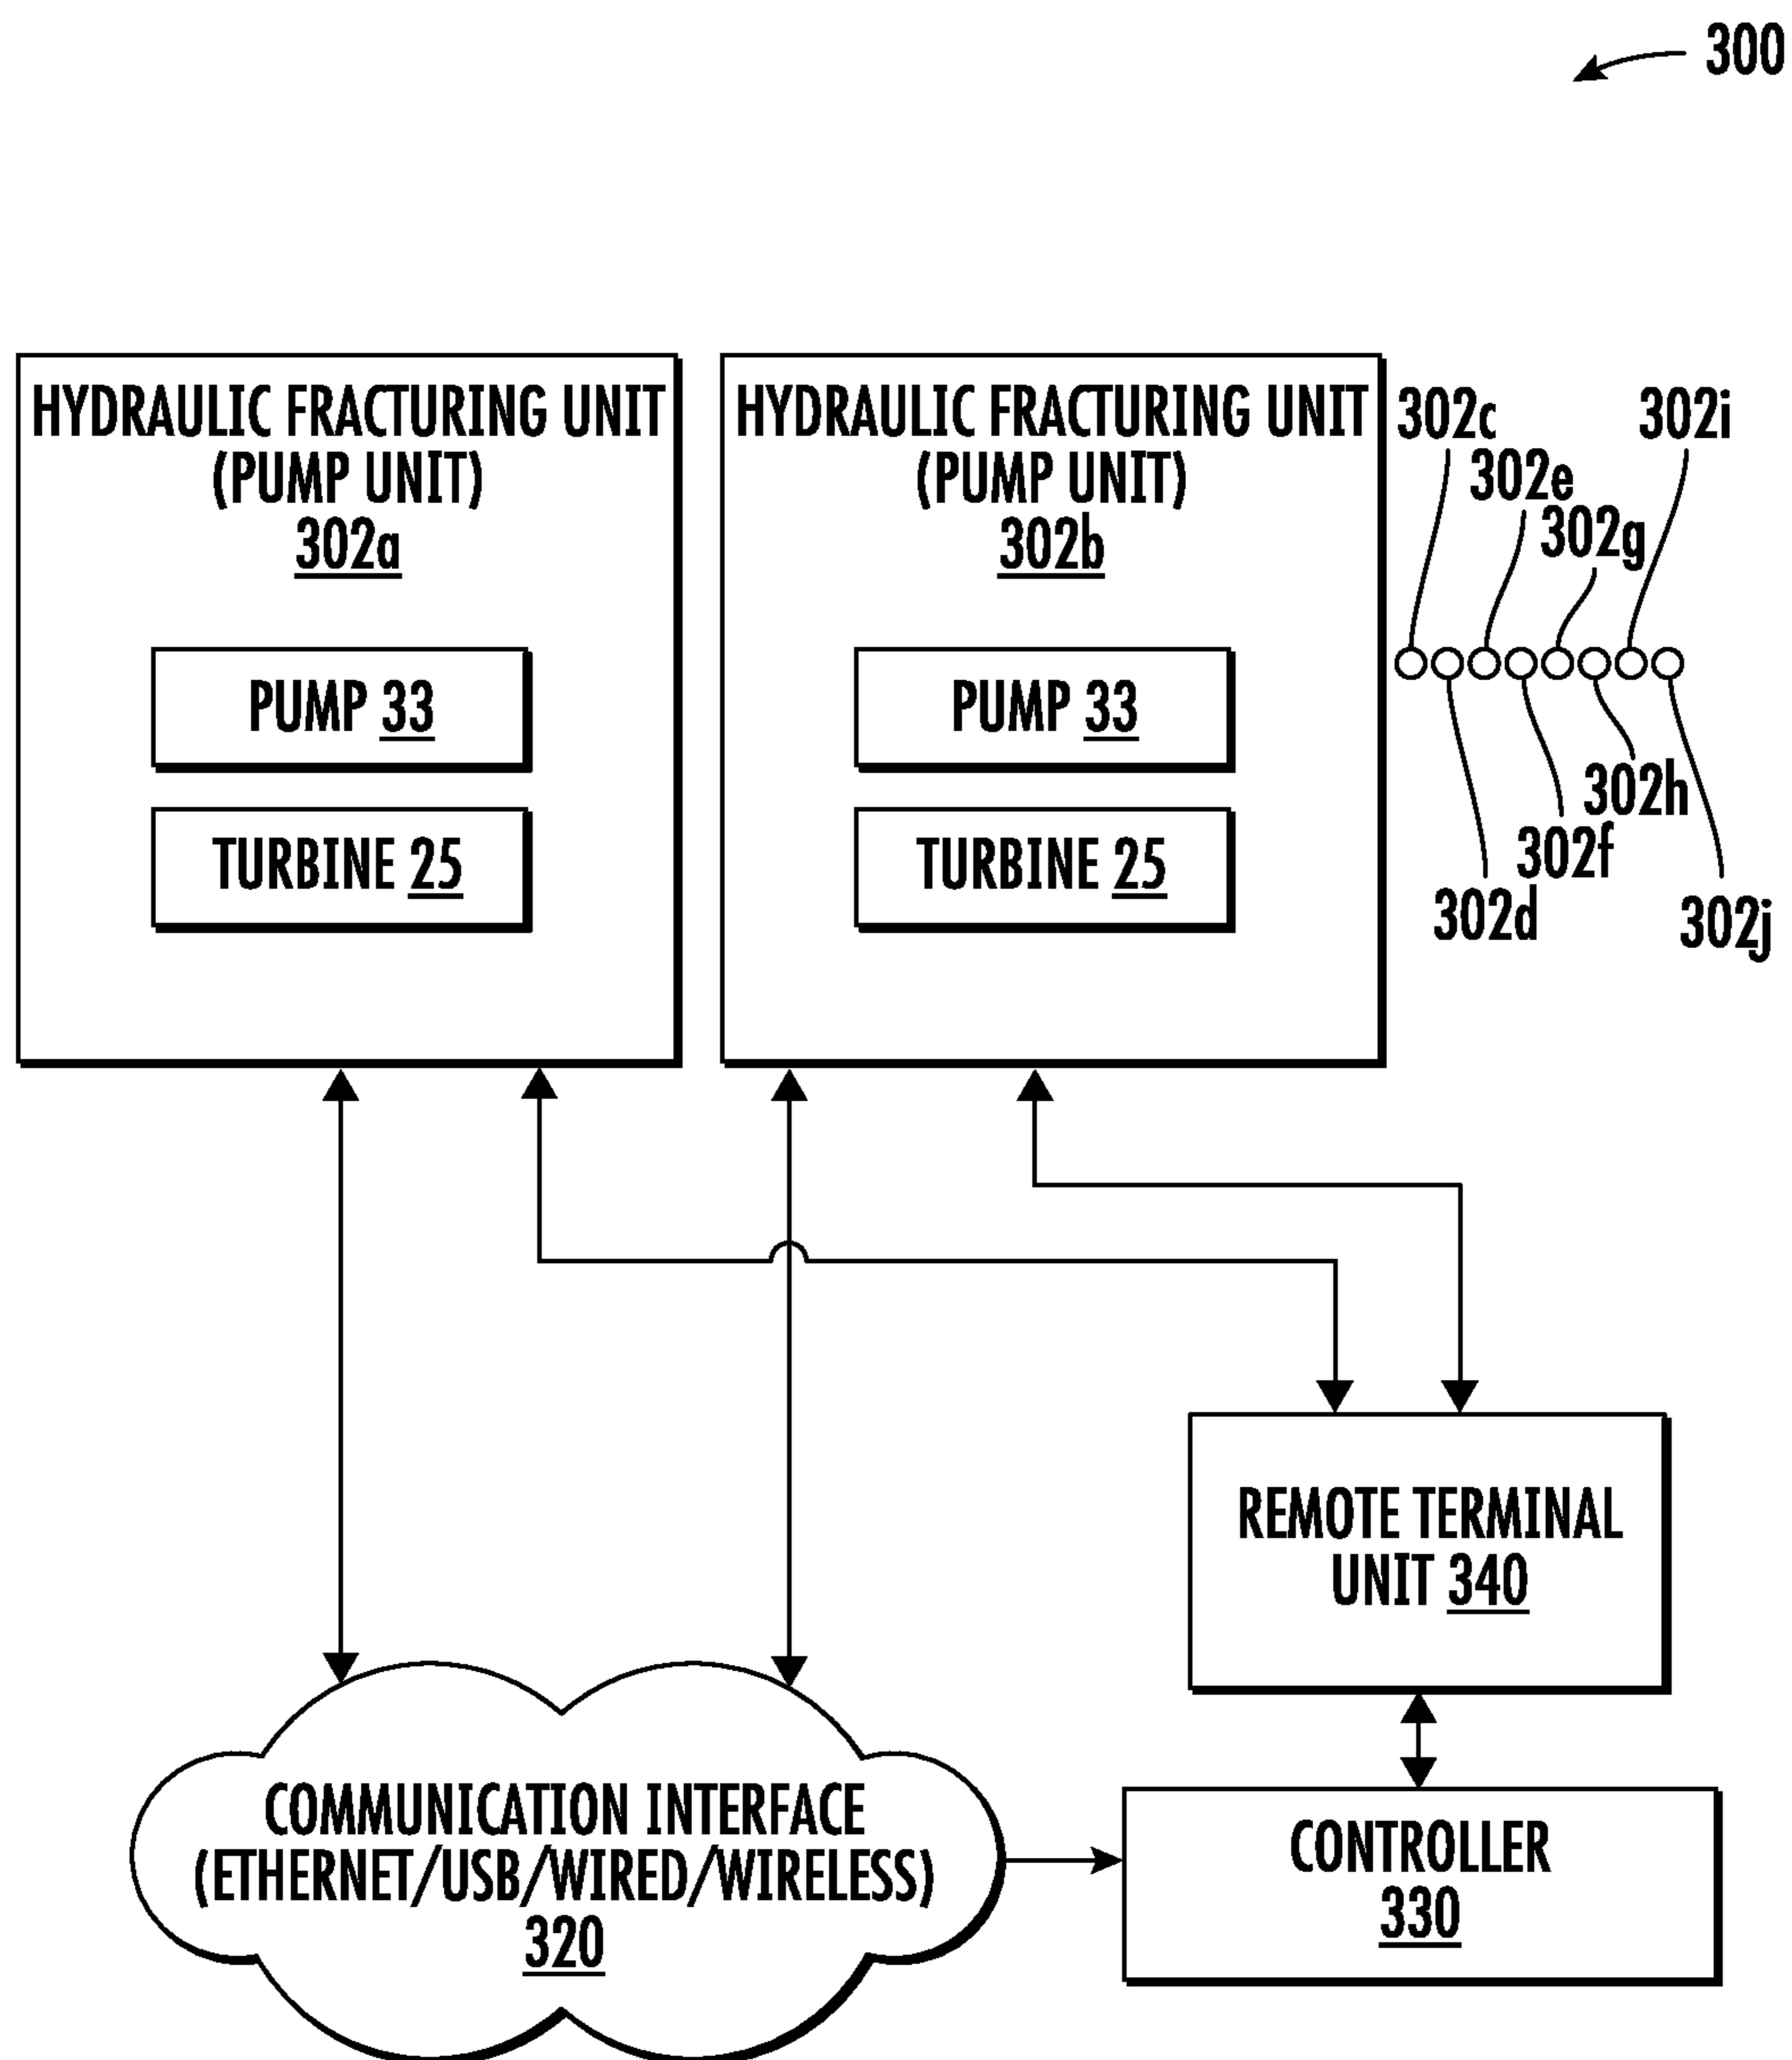 300
HYDRAULIC FRACTURING UNIT
(PUMP UNIT)
302a
PUMP 33
TURBINE 25
HYDRAULIC FRACTURING UNIT
(PUMP UNIT)
302b
PUMP 33
TURBINE 25
302c
302i
302e
302g
302h
302f
302d
302j
REMOTE TERMINAL
UNIT 340
COMMUNICATION INTERFACE
(ETHERNET/USB/WIRED/WIRELESS)
320
CONTROLLER
330